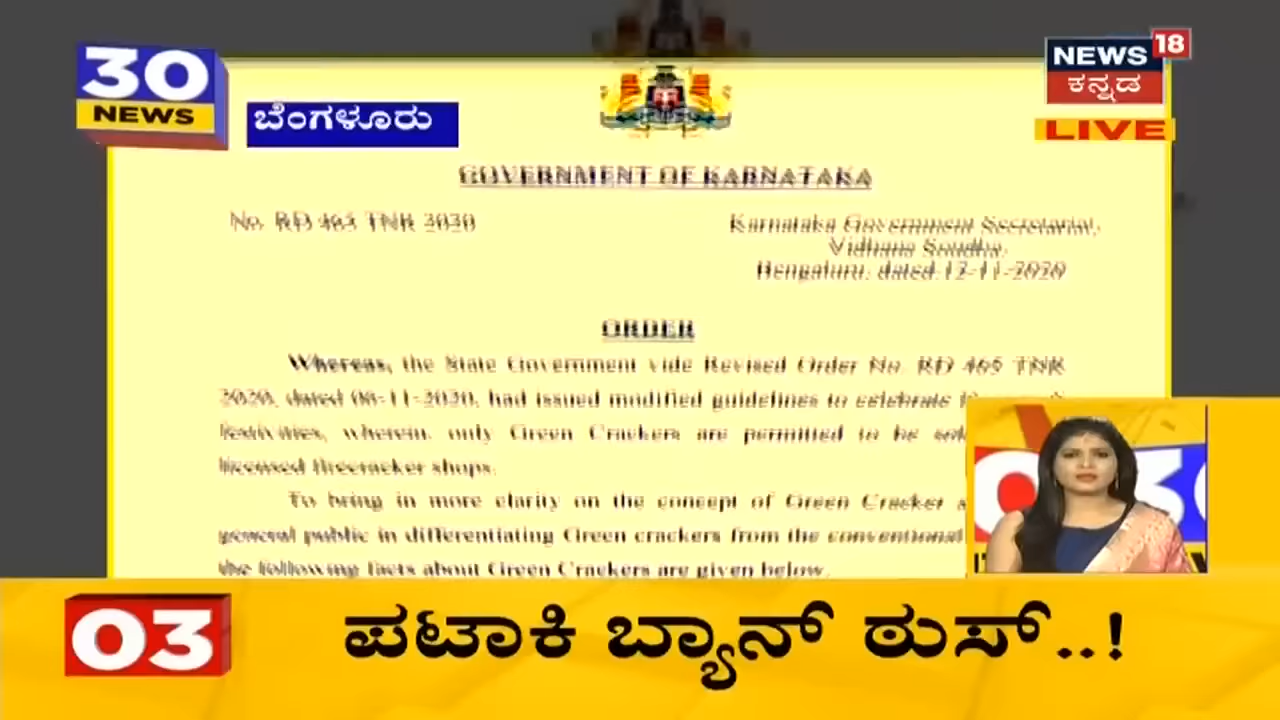 30
NEWS
ಬೆಂಗಳೂರು
NEWS 18
ಕನ್ನಡ
LIVE
GOVERNMENT OF KARNATAKA
No. RD 465 TNR 2020
Karnataka Government Secretariat,
Vidhana Soudha,
Bengaluru, dated:12-11-2020
ORDER
Whereas, the State Government vide Revised Order No. RD 465 TNR
2020, dated 08-11-2020, had issued modified guidelines to celebrate
festivities, wherein, only Green Crackers are permitted to be
licensed firecracker shops.
To bring in more clarity on the concept of Green Cracker
general public in differentiating Green crackers from the conventional
the following facts about Green Crackers are given below.
03
ಪಟಾಕಿ ಬ್ಯಾನ್ ಠುಸ್..!